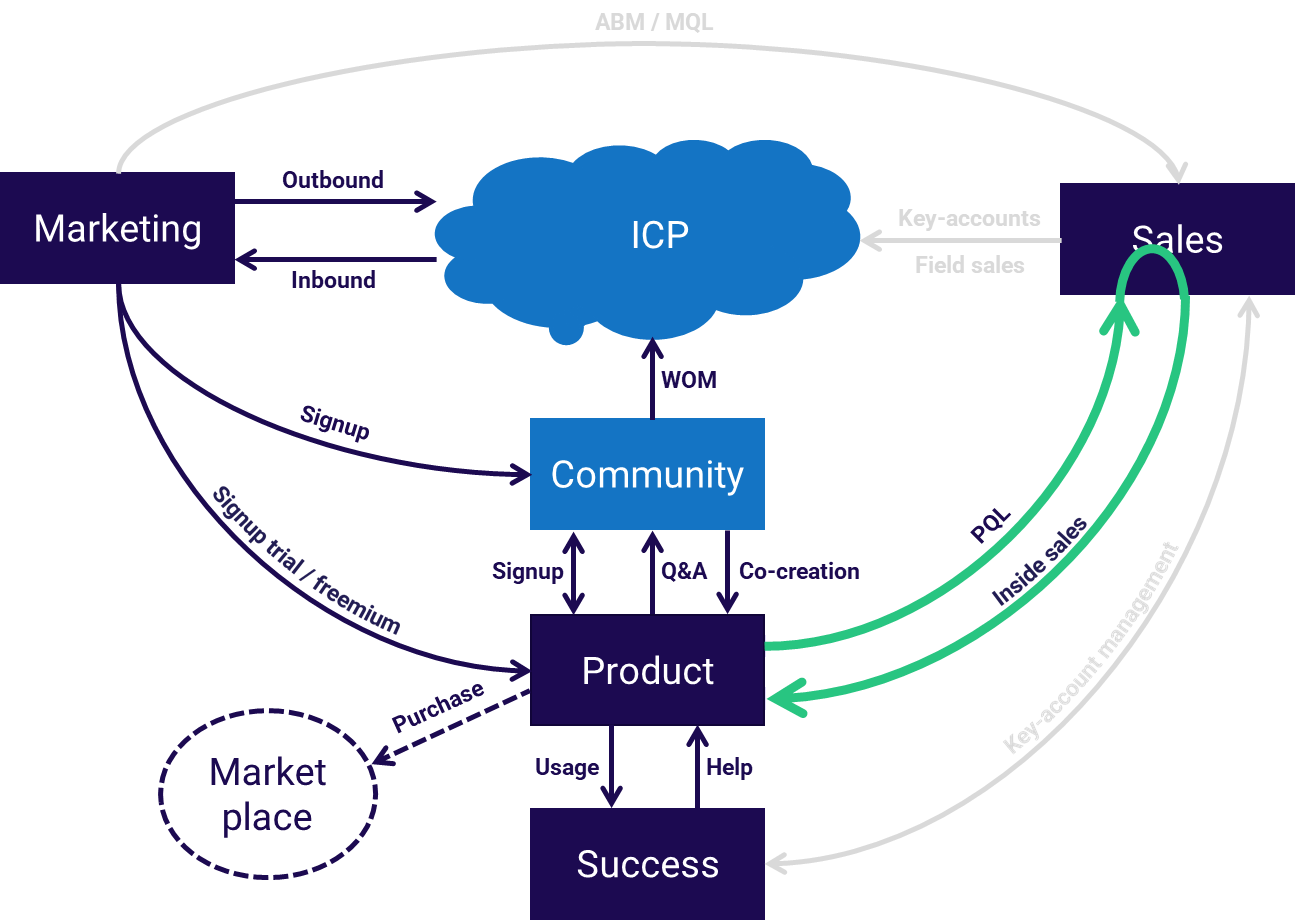 ABM / MQL
Outbound
Marketing
Inbound
ICP
Key-accounts
Field sales
Sales
WOM
Signup
Community
Signup trial / freemium
Signup
Q&A
Co-creation
PQL
Inside sales
Key-account management
Product
Purchase
Market
place
Usage
Help
Success